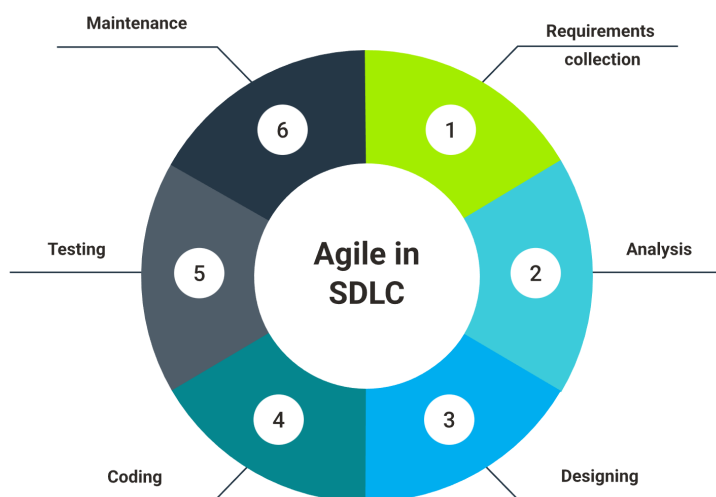 Maintenance
Requirements
collection
6
1
Testing
5
Agile in
SDLC
2
Analysis
4
3
Coding
Designing